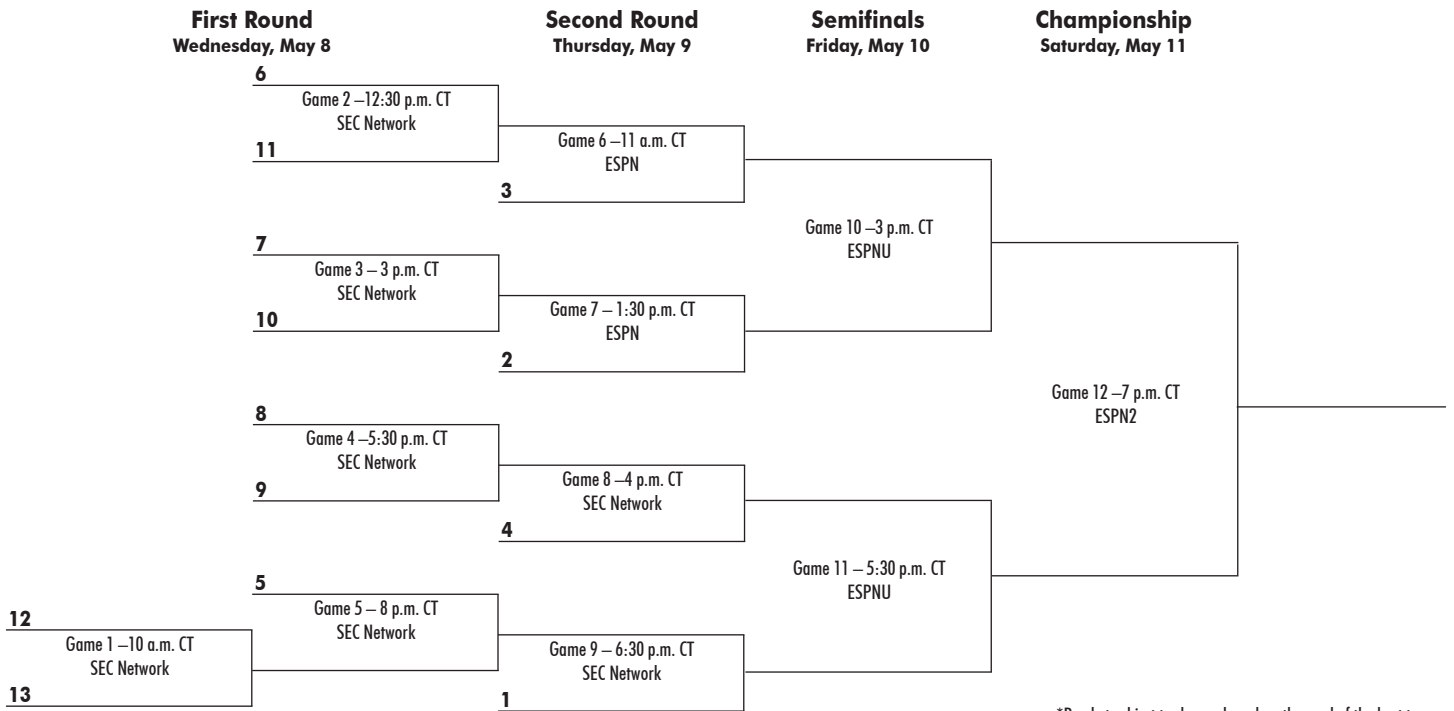 First Round
Wednesday, May 8
Second Round
Thursday, May 9
Semifinals
Friday, May 10
Championship
Saturday, May 11
6
Game 2 –12:30 p.m. CT
SEC Network
11
Game 6 –11 a.m. CT
ESPN
3
7
Game 3 – 3 p.m. CT
SEC Network
10
Game 7 – 1:30 p.m. CT
ESPN
2
Game 10 –3 p.m. CT
ESPNU
8
Game 4 –5:30 p.m. CT
SEC Network
9
Game 8 –4 p.m. CT
SEC Network
4
5
Game 5 – 8 p.m. CT
SEC Network
12
Game 1 –10 a.m. CT
SEC Network
13
Game 9 – 6:30 p.m. CT
SEC Network
1
Game 11 – 5:30 p.m. CT
ESPNU
Game 12 –7 p.m. CT
ESPN2